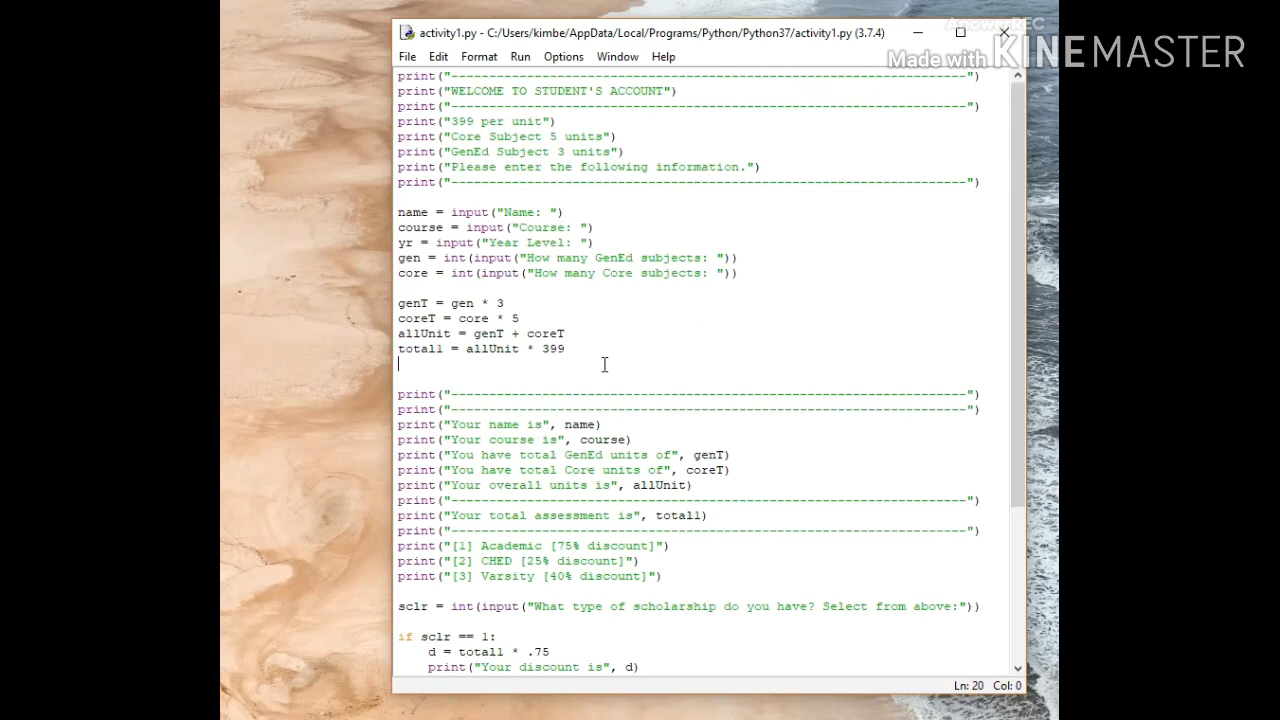 AnowerREC
Made with KINEMASTER
activity1.py - C:/Users/kimbe/AppData/Local/Programs/Python/Python37/activity1.py (3.7.4)
File Edit Format Run Options Window Help
print("--------------------------------------------------------------------")
print("WELCOME TO STUDENT'S ACCOUNT")
print("--------------------------------------------------------------------")
print("399 per unit")
print("Core Subject 5 units")
print("GenEd Subject 3 units")
print("Please enter the following information.")
print("--------------------------------------------------------------------")
name = input("Name: ")
course = input("Course: ")
yr = input("Year Level: ")
gen = int(input("How many GenEd subjects: "))
core = int(input("How many Core subjects: "))
genT = gen * 3
coreT = core * 5
allUnit = genT + coreT
total1 = allUnit * 399
print("--------------------------------------------------------------------")
print("--------------------------------------------------------------------")
print("Your name is", name)
print("Your course is", course)
print("You have total GenEd units of", genT)
print("You have total Core units of", coreT)
print("Your overall units is", allUnit)
print("--------------------------------------------------------------------")
print("Your total assessment is", total1)
print("--------------------------------------------------------------------")
print("[1] Academic [75% discount]")
print("[2] CHED [25% discount]")
print("[3] Varsity [40% discount]")
sclr = int(input("What type of scholarship do you have? Select from above:"))
if sclr == 1:
    d = total1 * .75
    print("Your discount is", d)
Ln: 20 Col: 0